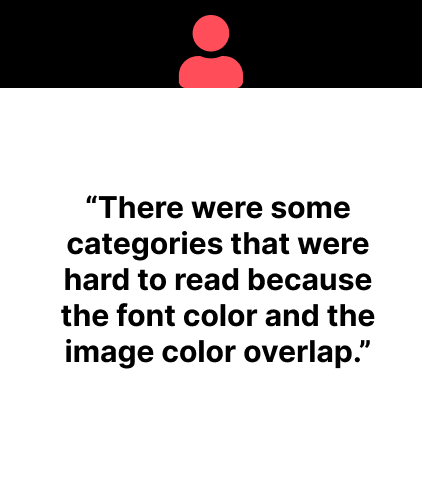 “There were some
categories that were
hard to read because
the font color and the
image color overlap.”